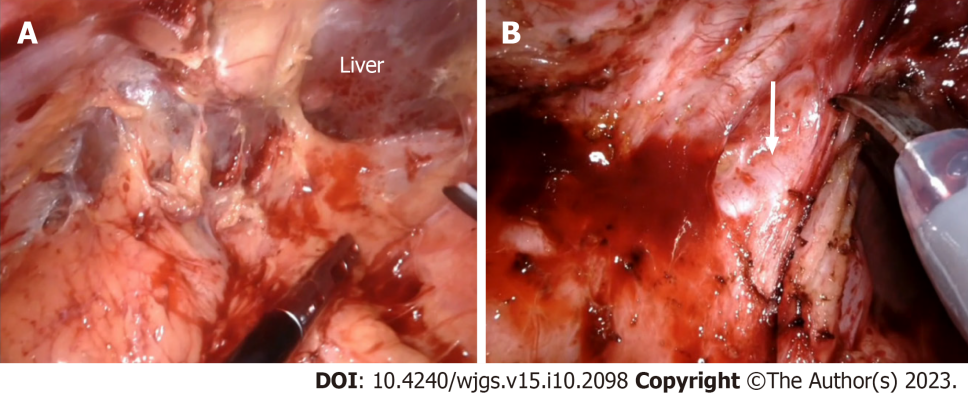 A
B
Liver
DOI: 10.4240/wjgs.v15.i10.2098 Copyright ©The Author(s) 2023.